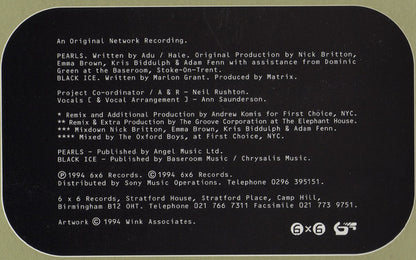 An Original Network Recording.
PEARLS. Written by Adu / Hale. Original Production by Nick Britton,
Emma Brown, Kris Biddulph & Adam Fenn with assistance from Dominic
Green at the Baseroom, Stoke-On-Trent.
BLACK ICE. Written by Marlon Grant. Produced by Matrix.
Project Co-ordinator / A & R - Neil Rushton.
Vocals [ & Vocal Arrangement ] - Ann Saunderson.
* Remix and Additional Production by Andrew Komis for First Choice, NYC.
** Remix & Extra Production by The Groove Corporation at The Elephant House.
*** Mixdown Nick Britton, Emma Brown, Kris Biddulph & Adam Fenn.
**** Mixed by The Oxford Boys, at First Choice, NYC.
PEARLS - Published by Angel Music Ltd.
BLACK ICE - Published by Baseroom Music / Chrysalis Music.
℗ 1994 6x6 Records. © 1994 6x6 Records.
Distributed by Sony Music Operations. Telephone 0296 395151.
6 x 6 Records, Stratford House, Stratford Place, Camp Hill,
Birmingham B12 0HT. Telephone 021 766 7311 Facsimile 021 773 9751.
Artwork © 1994 Wink Associates.
6x6